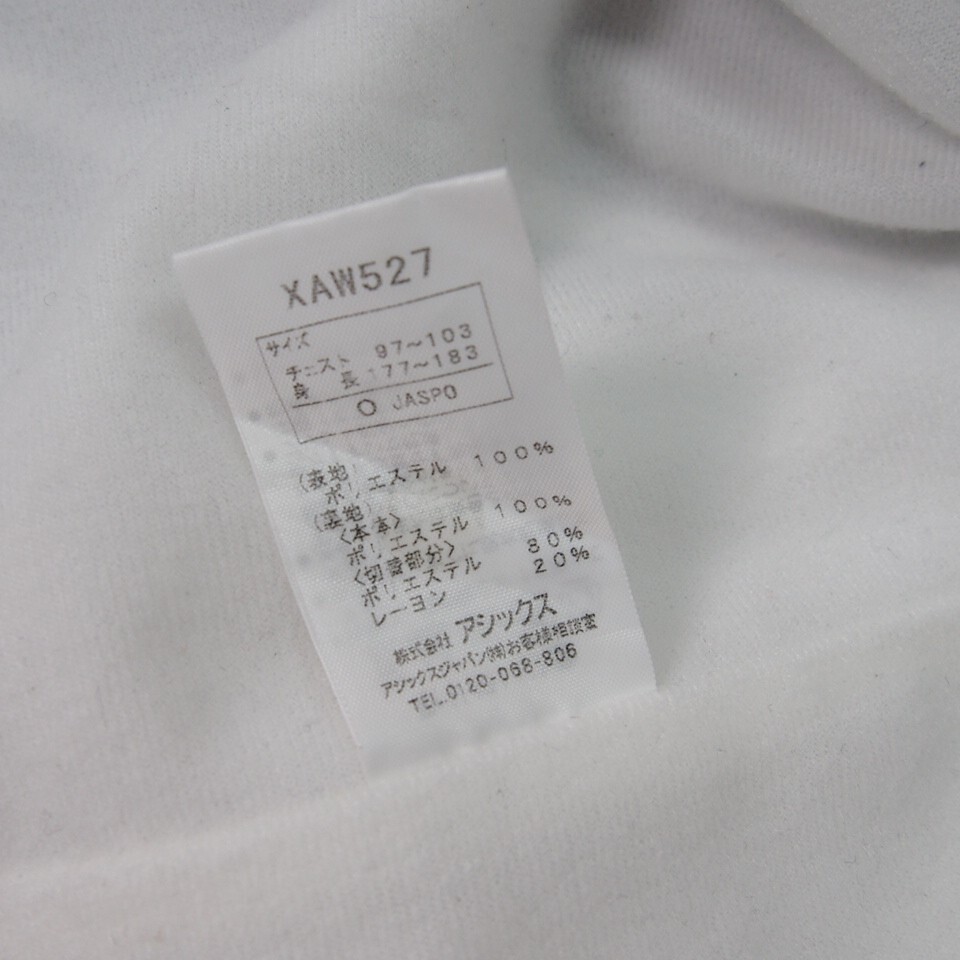 XAW527
サイズ
チェスト 97～103
身長 177～183
O JASPO
(表地)
ポリエステル 100%
(裏地)
<本体>
ポリエステル 100%
<切替部分>
ポリエステル 80%
レーヨン 20%
株式会社 アシックス
アシックスジャパン(株)お客様相談室
TEL.0120-068-806